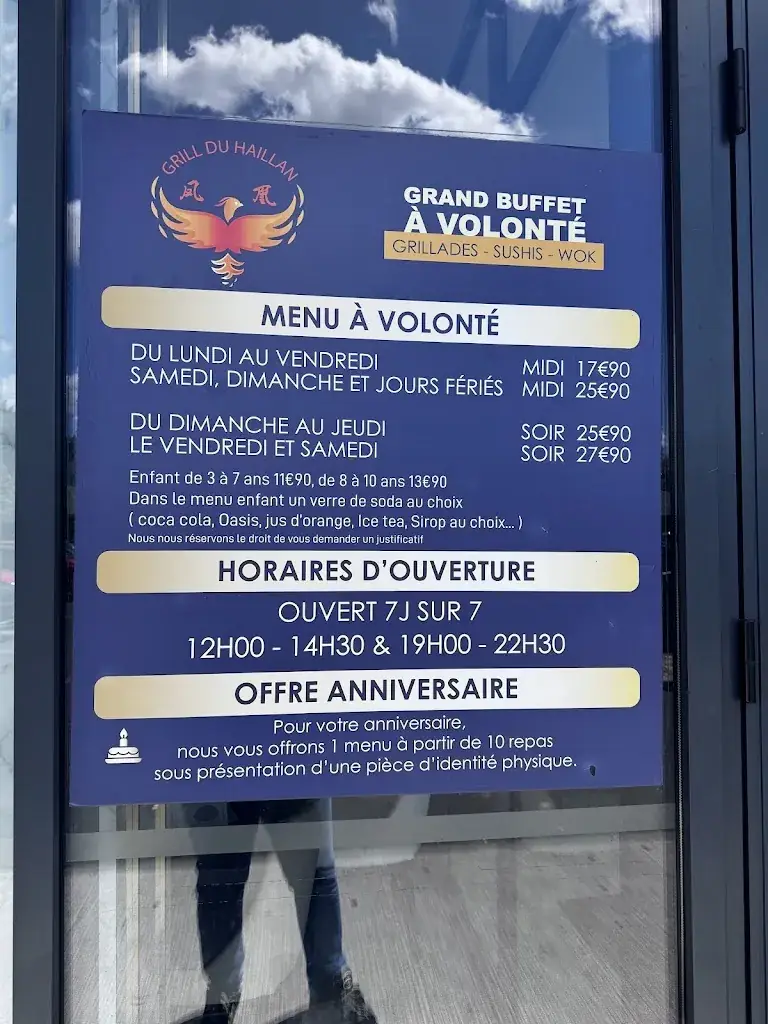 GRILL DU HAILLAN
鳳 凰
GRAND BUFFET
À VOLONTÉ
GRILLADES - SUSHIS - WOK
MENU À VOLONTÉ
DU LUNDI AU VENDREDI MIDI 17€90
SAMEDI, DIMANCHE ET JOURS FÉRIÉS MIDI 25€90
DU DIMANCHE AU JEUDI SOIR 25€90
LE VENDREDI ET SAMEDI SOIR 27€90
Enfant de 3 à 7 ans 11€90, de 8 à 10 ans 13€90
Dans le menu enfant un verre de soda au choix
( coca cola, Oasis, jus d'orange, Ice tea, Sirop au choix... )
Nous nous réservons le droit de vous demander un justificatif
HORAIRES D'OUVERTURE
OUVERT 7J SUR 7
12H00 - 14H30 & 19H00 - 22H30
OFFRE ANNIVERSAIRE
Pour votre anniversaire,
nous vous offrons 1 menu à partir de 10 repas
sous présentation d'une pièce d'identité physique.